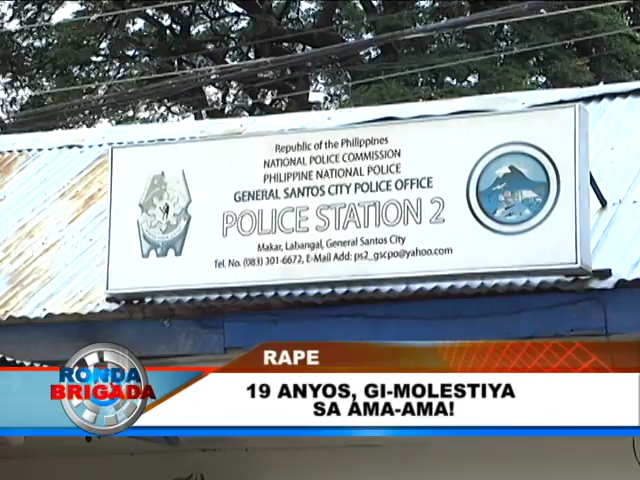 Republic of the Philippines
NATIONAL POLICE COMMISSION
PHILIPPINE NATIONAL POLICE
GENERAL SANTOS CITY POLICE OFFICE
POLICE STATION 2
Makar, Labangal, General Santos City
Tel. No. (083) 301-6672, E-Mail Add: ps2_gscpo@yahoo.com
RAPE
RONDA
BRIGADA
19 ANYOS, GI-MOLESTIYA
SA AMA-AMA!